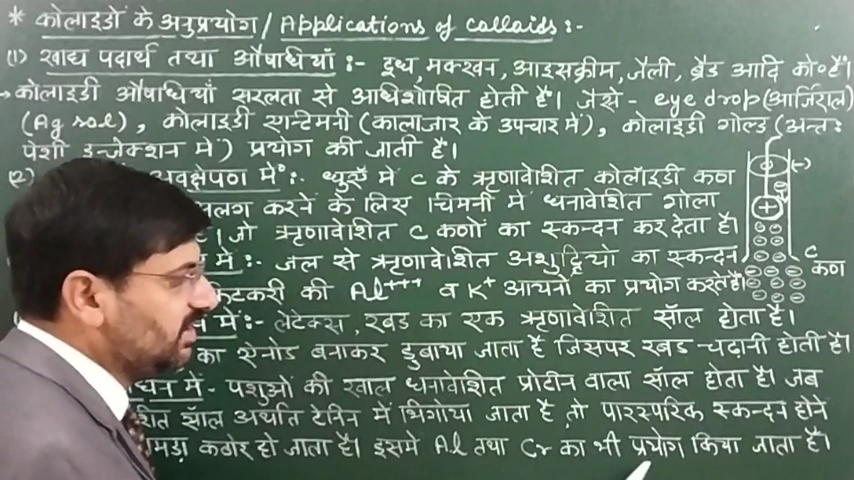 * कोलाइडों के अनुप्रयोग / Applications of collaids :-
(1) खाद्य पदार्थ तथा औषधियाँ :- दूध, मक्खन, आइसक्रीम, जैली, ब्रैड आदि को० हैं।
→ कोलाइडी औषधियाँ सरलता से अधिशोषित होती हैं। जैसे - eye drop (आर्जिराल)
(Ag sol), कोलाइडी एन्टिमनी (कालाजार के उपचार में), कोलाइडी गोल्ड (अन्तः
पेशी इन्जेक्शन में) प्रयोग की जाती हैं।
(2) अवक्षेपण में :- धुएँ में C के ऋणावेशित कोलॉइडी कण
अलग करने के लिए चिमनी में धनावेशित गोला
है। जो ऋणावेशित C कणों का स्कन्दन कर देता है।
में :- जल से ऋणावेशित अशुद्धियों का स्कन्दन
फिटकरी की Al+++ व K+ आयनों का प्रयोग करते हैं।
C
कण
में :- लेटेक्स, रबड का एक ऋणावेशित सॉल होता है।
का ऐनोड बनाकर डुबाया जाता है जिसपर रबड - चढ़ानी होती है।
में - पशुओं की खाल धनावेशित प्रोटीन वाला सॉल होता है। जब
सॉल अर्थात टेनिन में भिगोया जाता है, तो पारस्परिक स्कन्दन होने
चमड़ा कठोर हो जाता है। इसमें Al तथा Cr का भी प्रयोग किया जाता है।